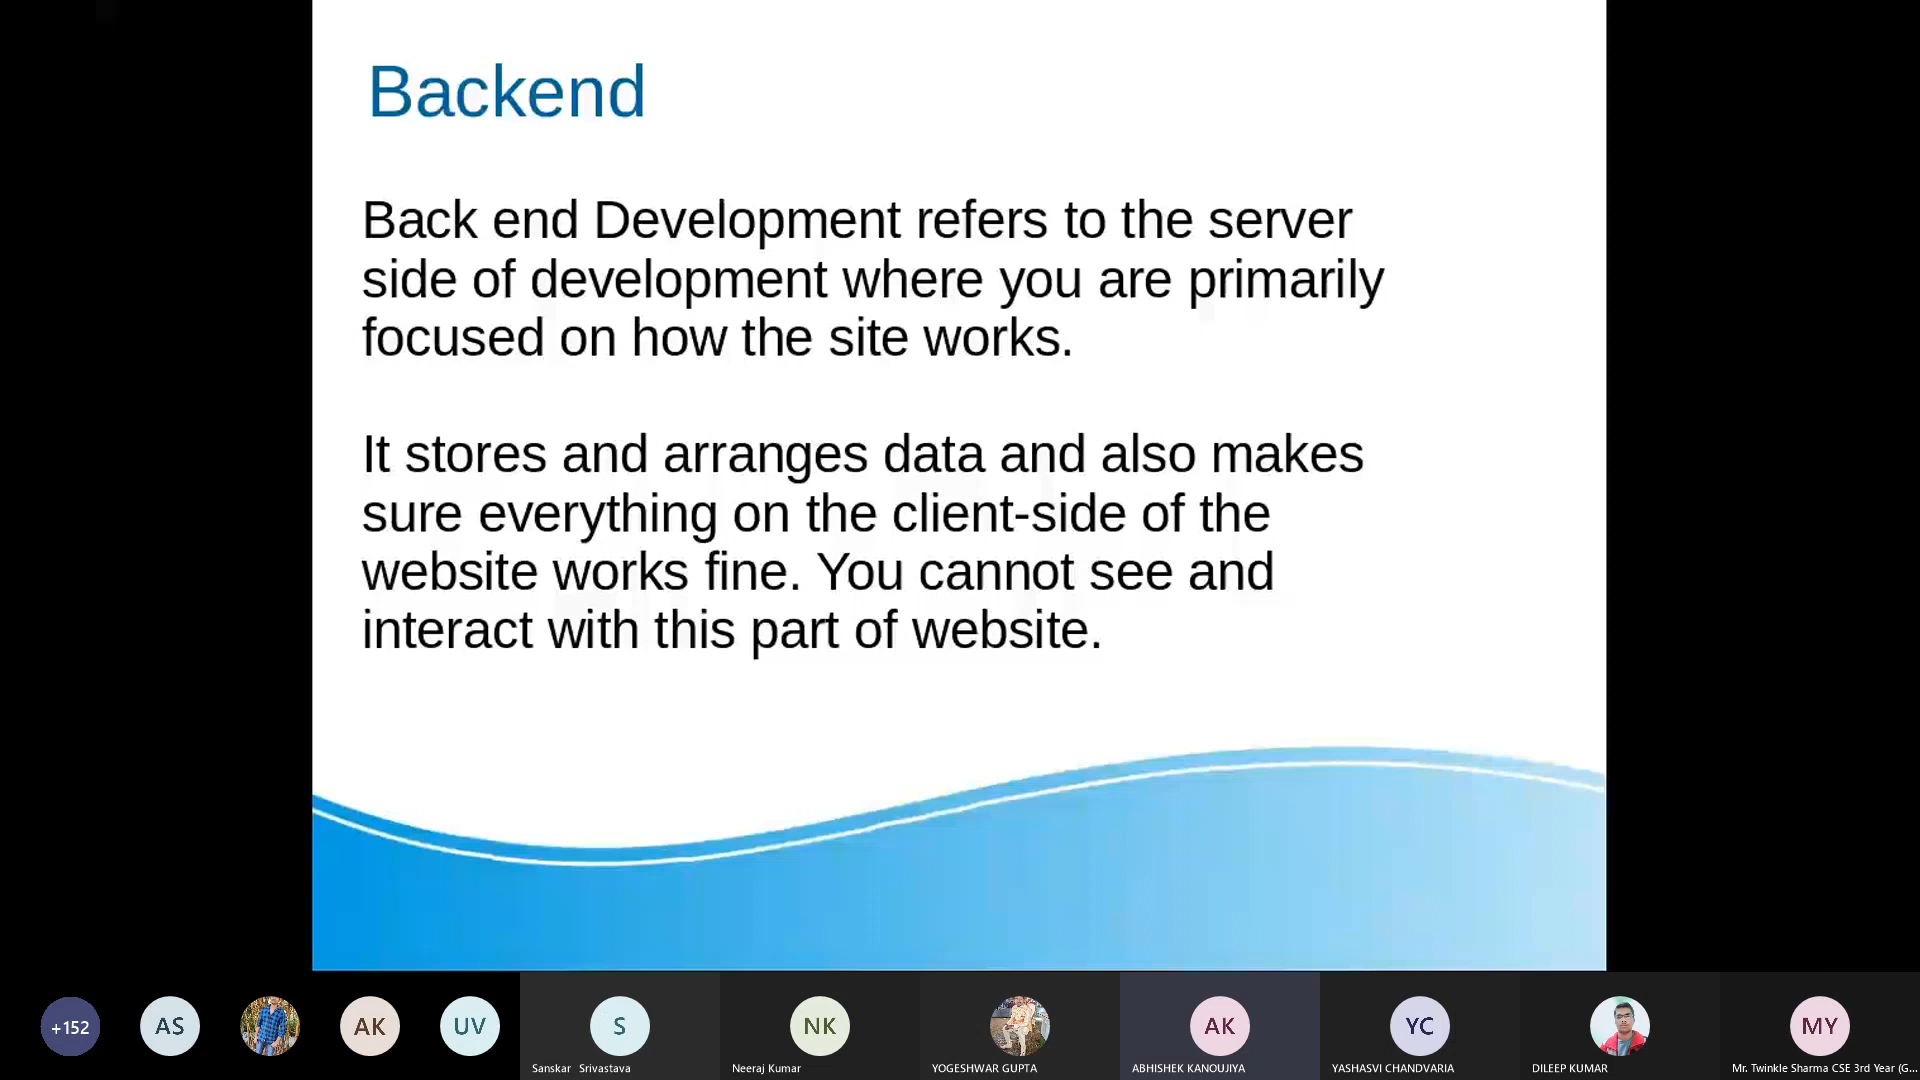 Backend
Back end Development refers to the server
side of development where you are primarily
focused on how the site works.
It stores and arranges data and also makes
sure everything on the client-side of the
website works fine. You cannot see and
interact with this part of website.
+152
AS
AK
UV
S
NK
AK
YC
MY
Sanskar Srivastava
Neeraj Kumar
YOGESHWAR GUPTA
ABHISHEK KANOUJIYA
YASHASVI CHANDVARIA
DILEEP KUMAR
Mr. Twinkle Sharma CSE 3rd Year (G...